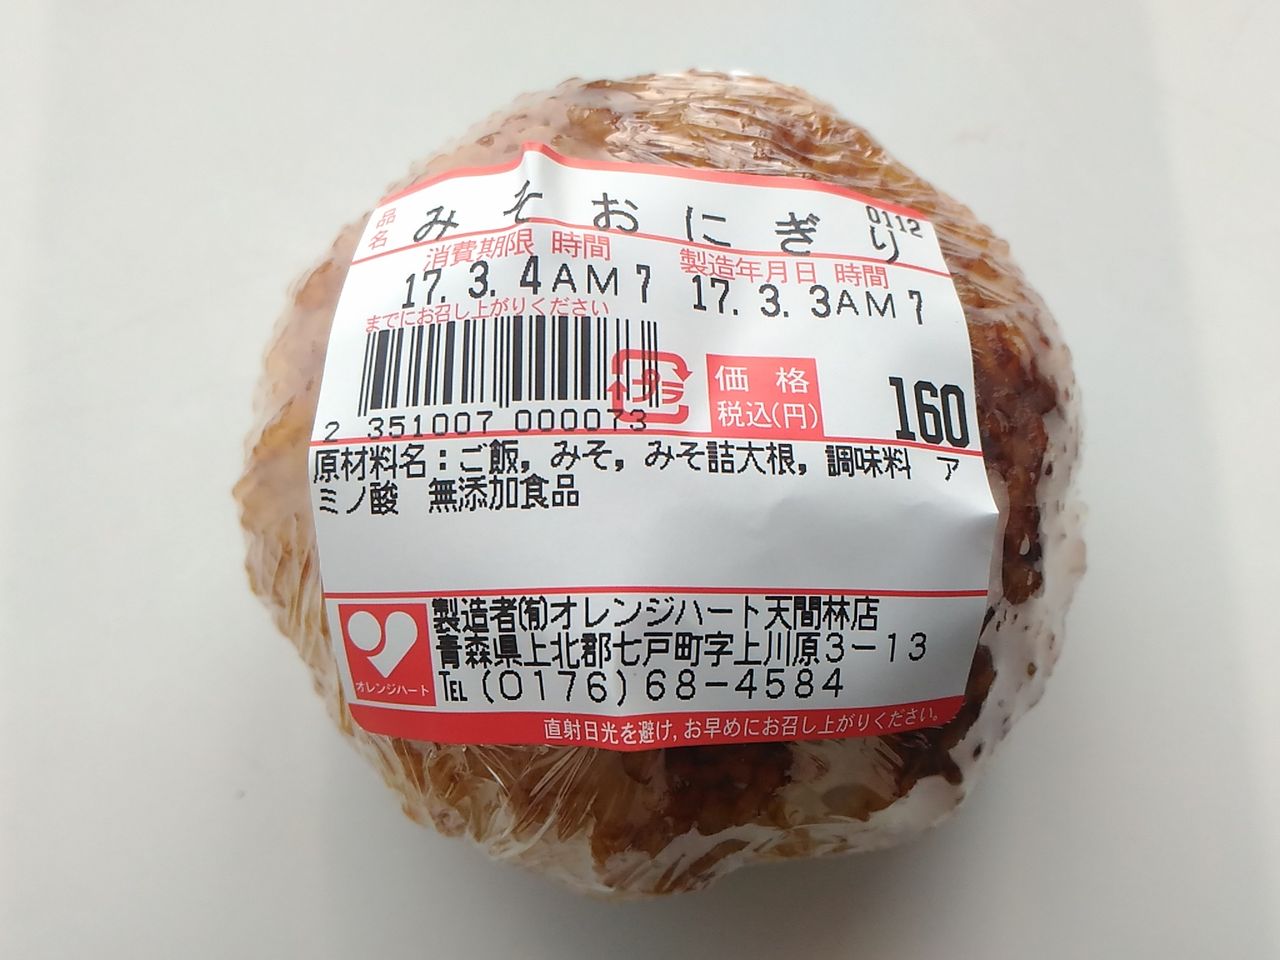 品名 みそおにぎり 0112
消費期限 時間 製造年月日 時間
17. 3. 4AM 7 17. 3. 3AM 7
までにお召し上がりください
プラ
価格
税込(円) 160
2 351007 000073
原材料名：ご飯，みそ，みそ詰大根，調味料 ア
ミノ酸 無添加食品
製造者㈲オレンジハート天間林店
青森県上北郡七戸町字上川原3－13
オレンジハート
℡(0176)68－4584
直射日光を避け,お早めにお召し上がりください。